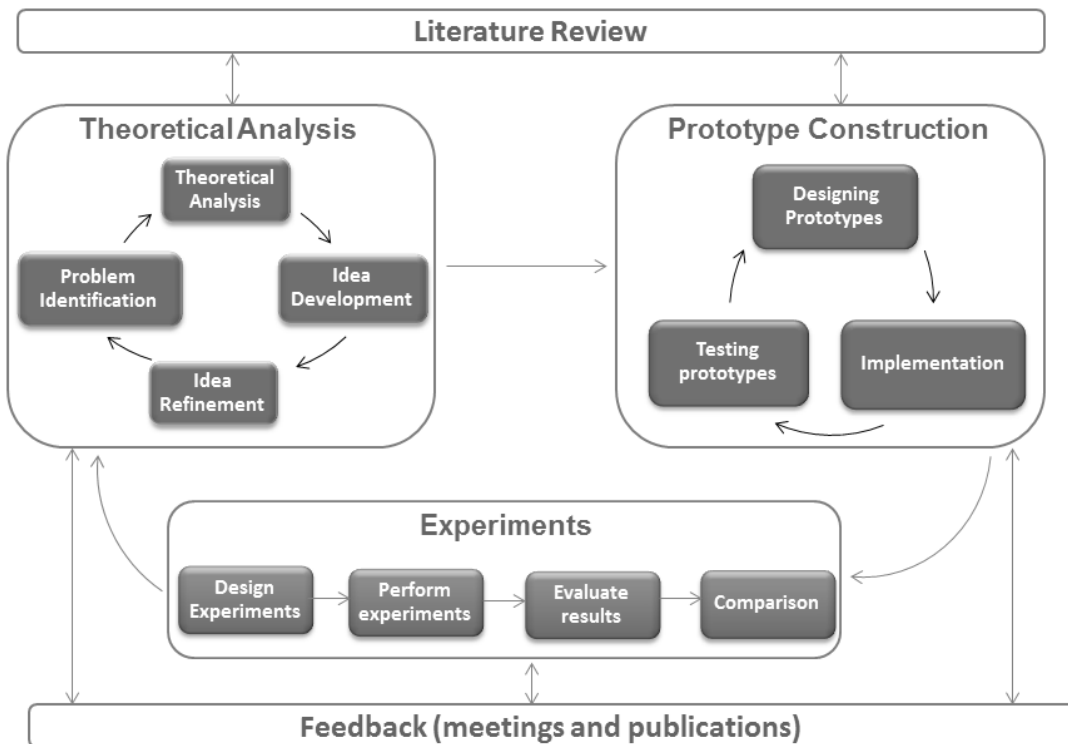 Literature Review
Theoretical Analysis
Theoretical
Analysis
Problem
Identification
Idea
Development
Idea
Refinement
Prototype Construction
Designing
Prototypes
Testing
prototypes
Implementation
Experiments
Design
Experiments
Perform
experiments
Evaluate
results
Comparison
Feedback (meetings and publications)